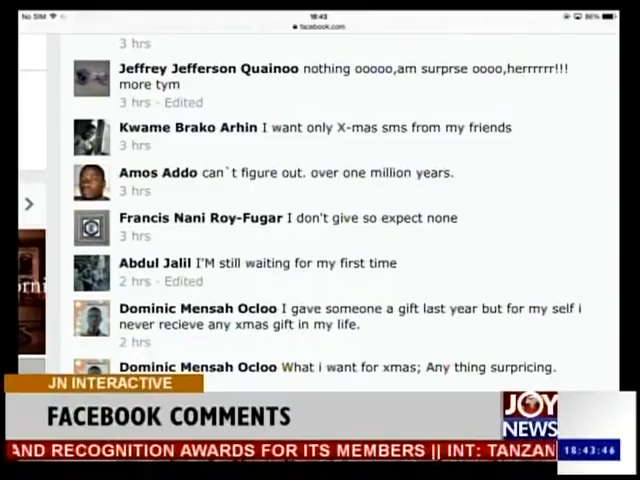 No SIM
18:43
86%
facebook.com
3 hrs
Jeffrey Jefferson Quainoo nothing ooooo,am surprse oooo,herrrrrr!!!
more tym
3 hrs · Edited
Kwame Brako Arhin I want only X-mas sms from my friends
3 hrs
Amos Addo can`t figure out. over one million years.
3 hrs
Francis Nani Roy-Fugar I don't give so expect none
3 hrs
Abdul Jalil I'M still waiting for my first time
2 hrs · Edited
Dominic Mensah Ocloo I gave someone a gift last year but for my self i
never recieve any xmas gift in my life.
2 hrs
Dominic Mensah Ocloo What i want for xmas; Any thing surpricing.
JN INTERACTIVE
FACEBOOK COMMENTS
JOY
NEWS
AND RECOGNITION AWARDS FOR ITS MEMBERS || INT: TANZAN
18:43:46